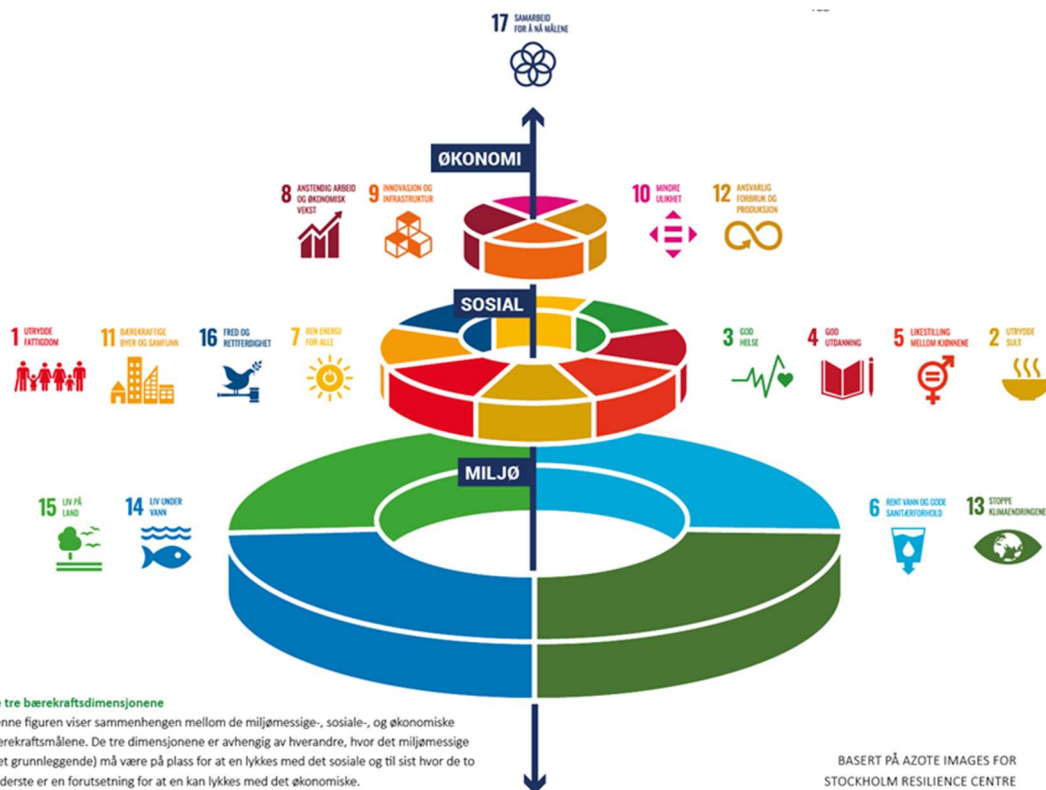 17 SAMARBEID
FOR Å NÅ MÅLENE
ØKONOMI
8 ANSTENDIG ARBEID
OG ØKONOMISK
VEKST
9 INNOVASJON OG
INFRASTRUKTUR
10 MINDRE
ULIKHET
12 ANSVARLIG
FORBRUK OG
PRODUKSJON
SOSIAL
1 UTRYDDE
FATTIGDOM
11 BÆREKRAFTIGE
BYER OG SAMFUNN
16 FRED OG
RETTFERDIGHET
7 REN ENERGI
FOR ALLE
3 GOD
HELSE
4 GOD
UTDANNING
5 LIKESTILLING
MELLOM KJØNNENE
2 UTRYDDE
SULT
MILJØ
15 LIV PÅ
LAND
14 LIV UNDER
VANN
6 RENT VANN OG GODE
SANITÆRFORHOLD
13 STOPPE
KLIMAENDRINGENE
e tre bærekraftsdimensjonene
enne figuren viser sammenhengen mellom de miljømessige-, sosiale-, og økonomiske
erekraftsmålene. De tre dimensjonene er avhengig av hverandre, hvor det miljømessige
et grunnleggende) må være på plass for at en lykkes med det sosiale og til sist hvor de to
derste er en forutsetning for at en kan lykkes med det økonomiske.
BASERT PÅ AZOTE IMAGES FOR
STOCKHOLM RESILIENCE CENTRE